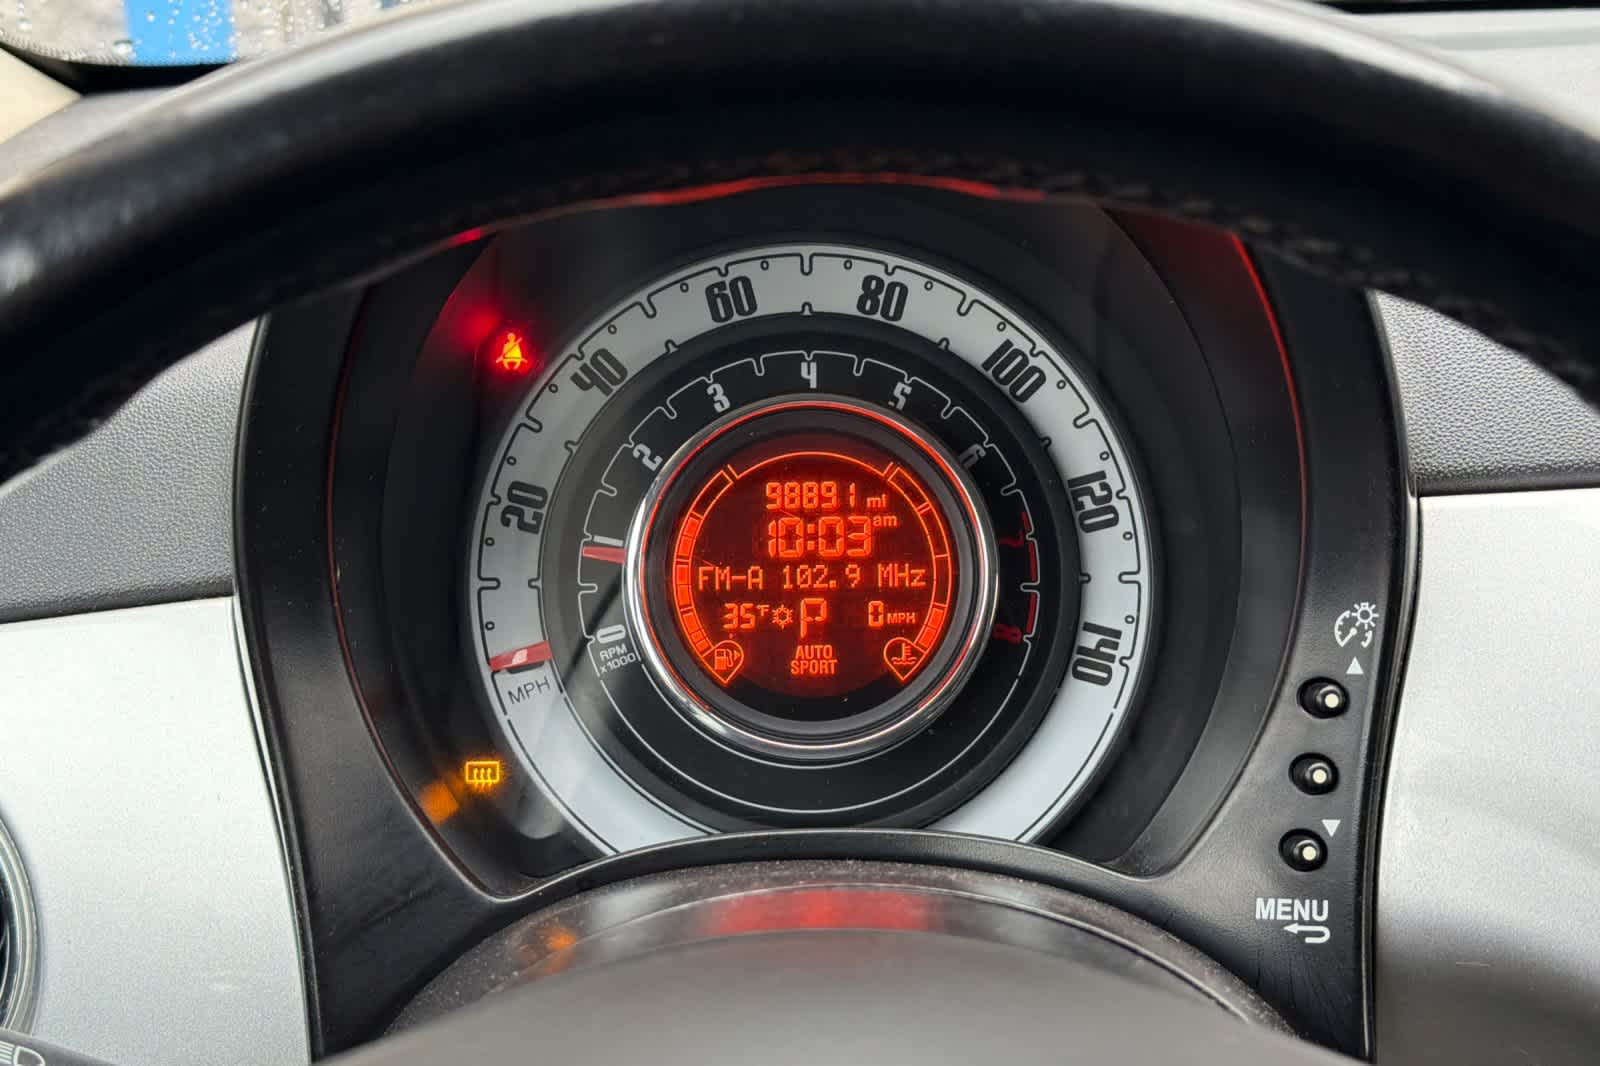 60 80
40 100
20 120
140
MPH
3 4 5
2 6
1 7
0 8
RPM
x1000
98891 mi
10:03 am
FM-A 102.9 MHz
35°F P 0 MPH
AUTO
SPORT
MENU